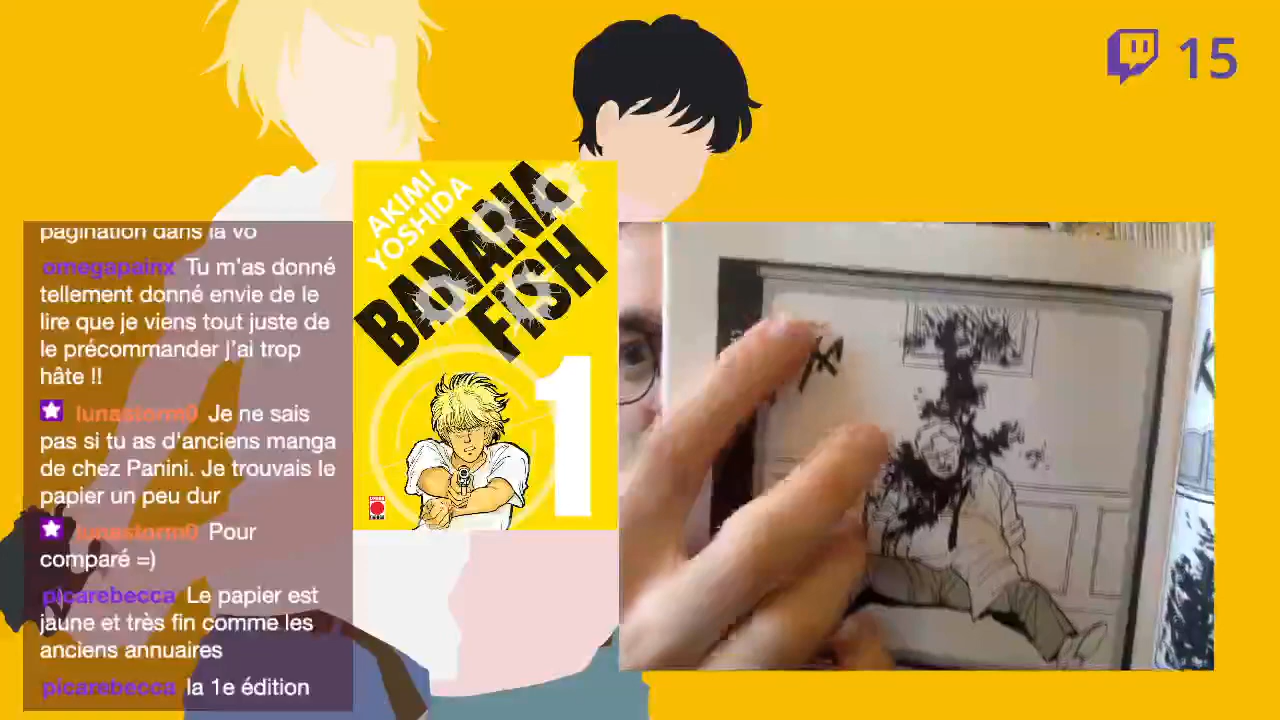 15
AKIMI
YOSHIDA
BANANA
FISH
1
pagination dans la vo
omegapainx Tu m'as donné
tellement donné envie de le
lire que je viens tout juste de
le précommander j'ai trop
hâte !!
lunastorm0 Je ne sais
pas si tu as d'anciens manga
de chez Panini. Je trouvais le
papier un peu dur
lunastorm0 Pour
comparé =)
picarebecca Le papier est
jaune et très fin comme les
anciens annuaires
picarebecca la 1e édition